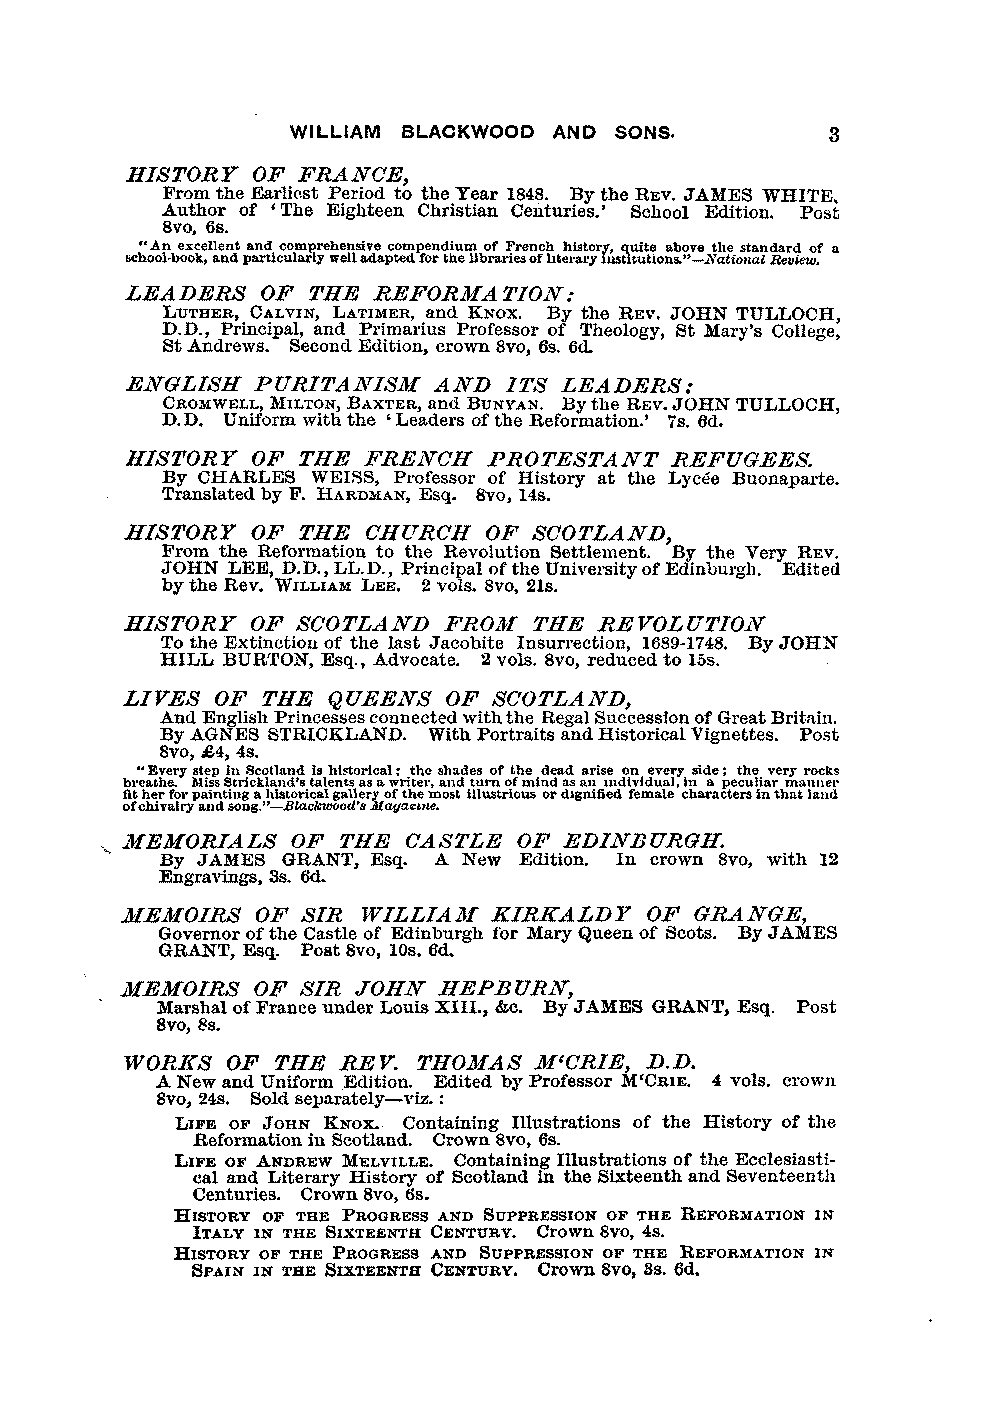 WILLIAM BLACKWOOD AND SONS. 3
HISTORY OF FRANCE,
From the Earliest Period to the Year 1848. By the REV. JAMES WHITE,
Author of ‘The Eighteen Christian Centuries.’ School Edition. Post
8vo, 6s.
“An excellent and comprehensive compendium of French history, quite above the standard of a
school-book, and particularly well adapted for the libraries of literary institutions.”—National Review.
LEADERS OF THE REFORMATION:
LUTHER, CALVIN, LATIMER, and KNOX. By the REV. JOHN TULLOCH,
D.D., Principal, and Primarius Professor of Theology, St Mary’s College,
St Andrews. Second Edition, crown 8vo, 6s. 6d.
ENGLISH PURITANISM AND ITS LEADERS:
CROMWELL, MILTON, BAXTER, and BUNYAN. By the REV. JOHN TULLOCH,
D.D. Uniform with the ‘Leaders of the Reformation.’ 7s. 6d.
HISTORY OF THE FRENCH PROTESTANT REFUGEES.
By CHARLES WEISS, Professor of History at the Lycée Buonaparte.
Translated by F. HARDMAN, Esq. 8vo, 14s.
HISTORY OF THE CHURCH OF SCOTLAND,
From the Reformation to the Revolution Settlement. By the Very REV.
JOHN LEE, D.D., LL.D., Principal of the University of Edinburgh. Edited
by the Rev. WILLIAM LEE. 2 vols. 8vo, 21s.
HISTORY OF SCOTLAND FROM THE REVOLUTION
To the Extinction of the last Jacobite Insurrection, 1689-1748. By JOHN
HILL BURTON, Esq., Advocate. 2 vols. 8vo, reduced to 15s.
LIVES OF THE QUEENS OF SCOTLAND,
And English Princesses connected with the Regal Succession of Great Britain.
By AGNES STRICKLAND. With Portraits and Historical Vignettes. Post
8vo, £4, 4s.
“Every step in Scotland is historical; the shades of the dead arise on every side; the very rocks
breathe. Miss Strickland’s talents as a writer, and turn of mind as an individual, in a peculiar manner
fit her for painting a historical gallery of the most illustrious or dignified female characters in that land
of chivalry and song.”—Blackwood’s Magazine.
MEMORIALS OF THE CASTLE OF EDINBURGH.
By JAMES GRANT, Esq. A New Edition. In crown 8vo, with 12
Engravings, 3s. 6d.
MEMOIRS OF SIR WILLIAM KIRKALDY OF GRANGE,
Governor of the Castle of Edinburgh for Mary Queen of Scots. By JAMES
GRANT, Esq. Post 8vo, 10s. 6d.
MEMOIRS OF SIR JOHN HEPBURN,
Marshal of France under Louis XIII., &c. By JAMES GRANT, Esq. Post
8vo, 8s.
WORKS OF THE REV. THOMAS M‘CRIE, D.D.
A New and Uniform Edition. Edited by Professor M‘CRIE. 4 vols. crown
8vo, 24s. Sold separately—viz.:
LIFE OF JOHN KNOX. Containing Illustrations of the History of the
Reformation in Scotland. Crown 8vo, 6s.
LIFE OF ANDREW MELVILLE. Containing Illustrations of the Ecclesiasti-
cal and Literary History of Scotland in the Sixteenth and Seventeenth
Centuries. Crown 8vo, 6s.
HISTORY OF THE PROGRESS AND SUPPRESSION OF THE REFORMATION IN
ITALY IN THE SIXTEENTH CENTURY. Crown 8vo, 4s.
HISTORY OF THE PROGRESS AND SUPPRESSION OF THE REFORMATION IN
SPAIN IN THE SIXTEENTH CENTURY. Crown 8vo, 3s. 6d.